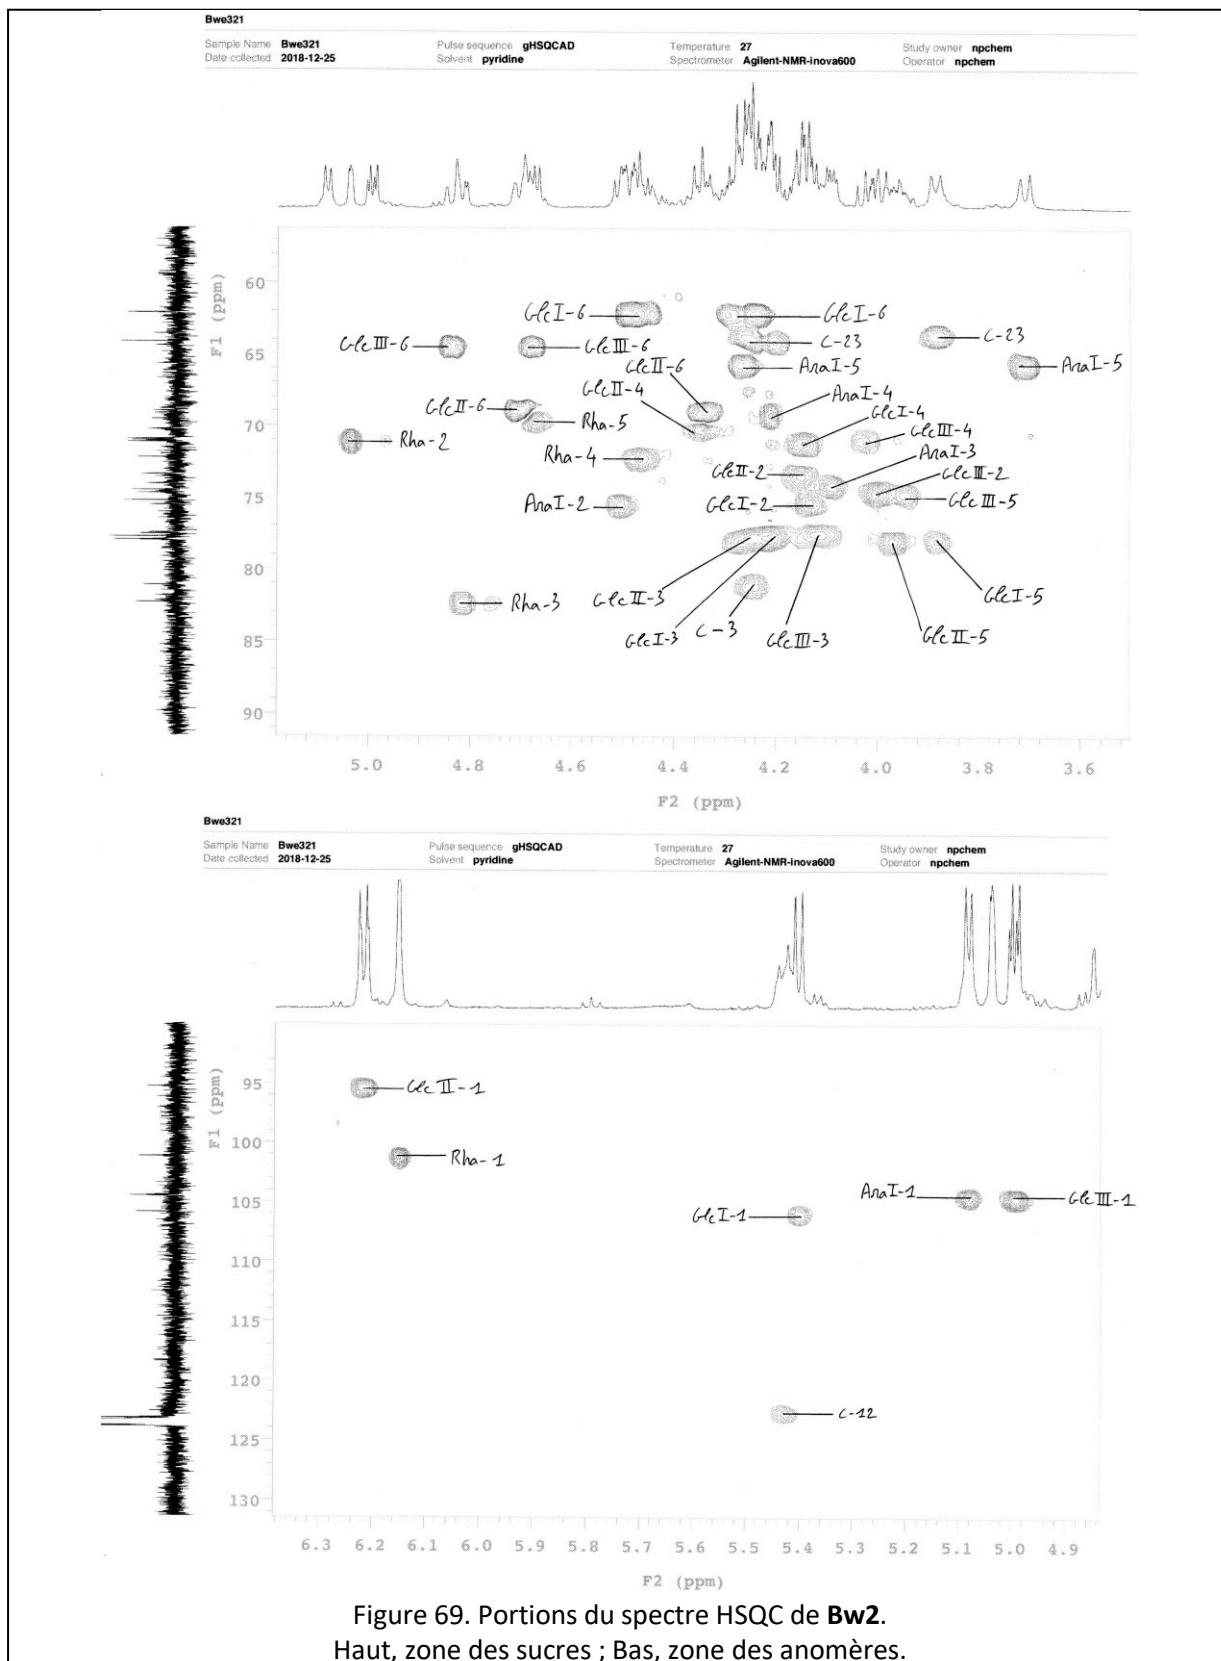 Bwe321
Sample Name Bwe321 Pulse sequence gHSQCAD Temperature 27 Study owner npchem
Date collected 2018-12-25 Solvent pyridine Spectrometer Agilent-NMR-inova600 Operator npchem
F1 (ppm)
60
65
70
75
80
85
90
GlcI-6
GlcI-6
GlcIII-6
GlcIII-6
C-23
C-23
GlcII-6
AraI-5
AraI-5
GlcII-4
AraI-4
GlcII-6
Rha-5
GlcI-4
Rha-2
GlcIII-4
Rha-4
AraI-3
GlcII-2
GlcIII-2
AraI-2
GlcI-2
GlcIII-5
Rha-3
GlcII-3
GlcI-5
GlcI-3
C-3
GlcIII-3
GlcII-5
5.0 4.8 4.6 4.4 4.2 4.0 3.8 3.6
F2 (ppm)
Bwe321
Sample Name Bwe321 Pulse sequence gHSQCAD Temperature 27 Study owner npchem
Date collected 2018-12-25 Solvent pyridine Spectrometer Agilent-NMR-inova600 Operator npchem
F1 (ppm)
95
100
105
110
115
120
125
130
GlcII-1
Rha-1
AraI-1
GlcIII-1
GlcI-1
C-12
6.3 6.2 6.1 6.0 5.9 5.8 5.7 5.6 5.5 5.4 5.3 5.2 5.1 5.0 4.9
F2 (ppm)
Figure 69. Portions du spectre HSQC de Bw2.
Haut, zone des sucres ; Bas, zone des anomères.